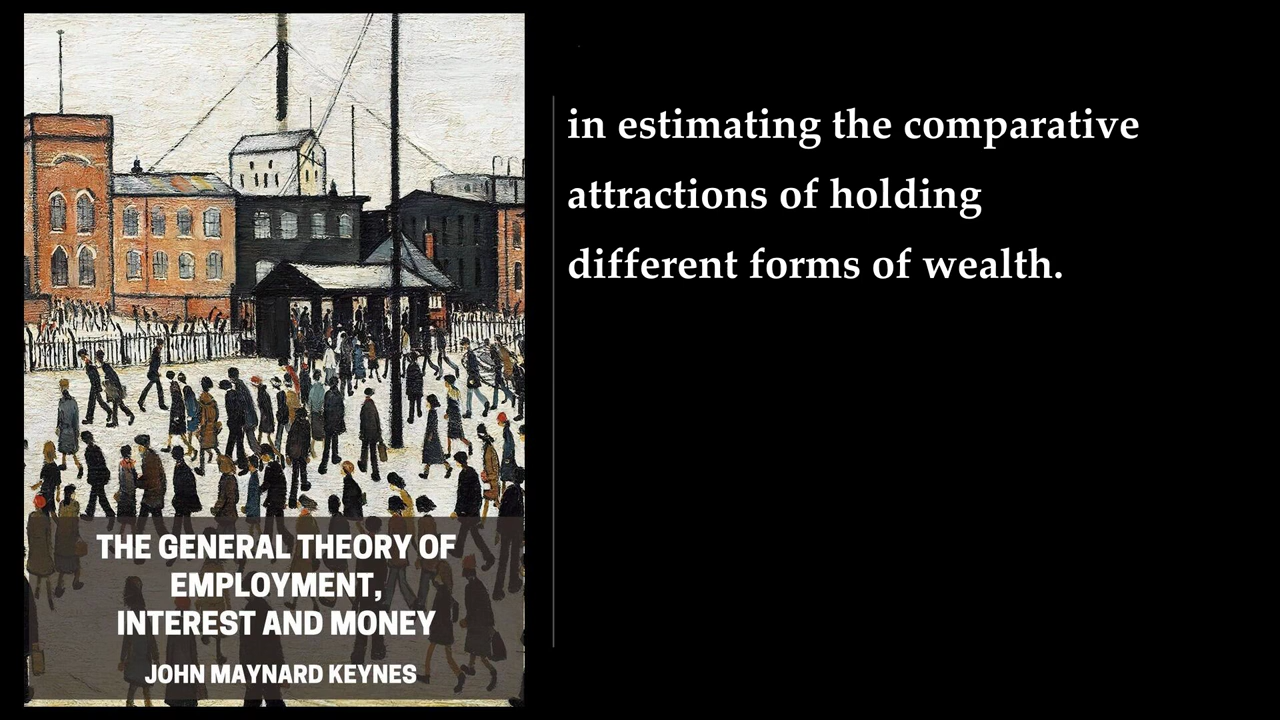 THE GENERAL THEORY OF
EMPLOYMENT,
INTEREST AND MONEY
JOHN MAYNARD KEYNES
in estimating the comparative
attractions of holding
different forms of wealth.